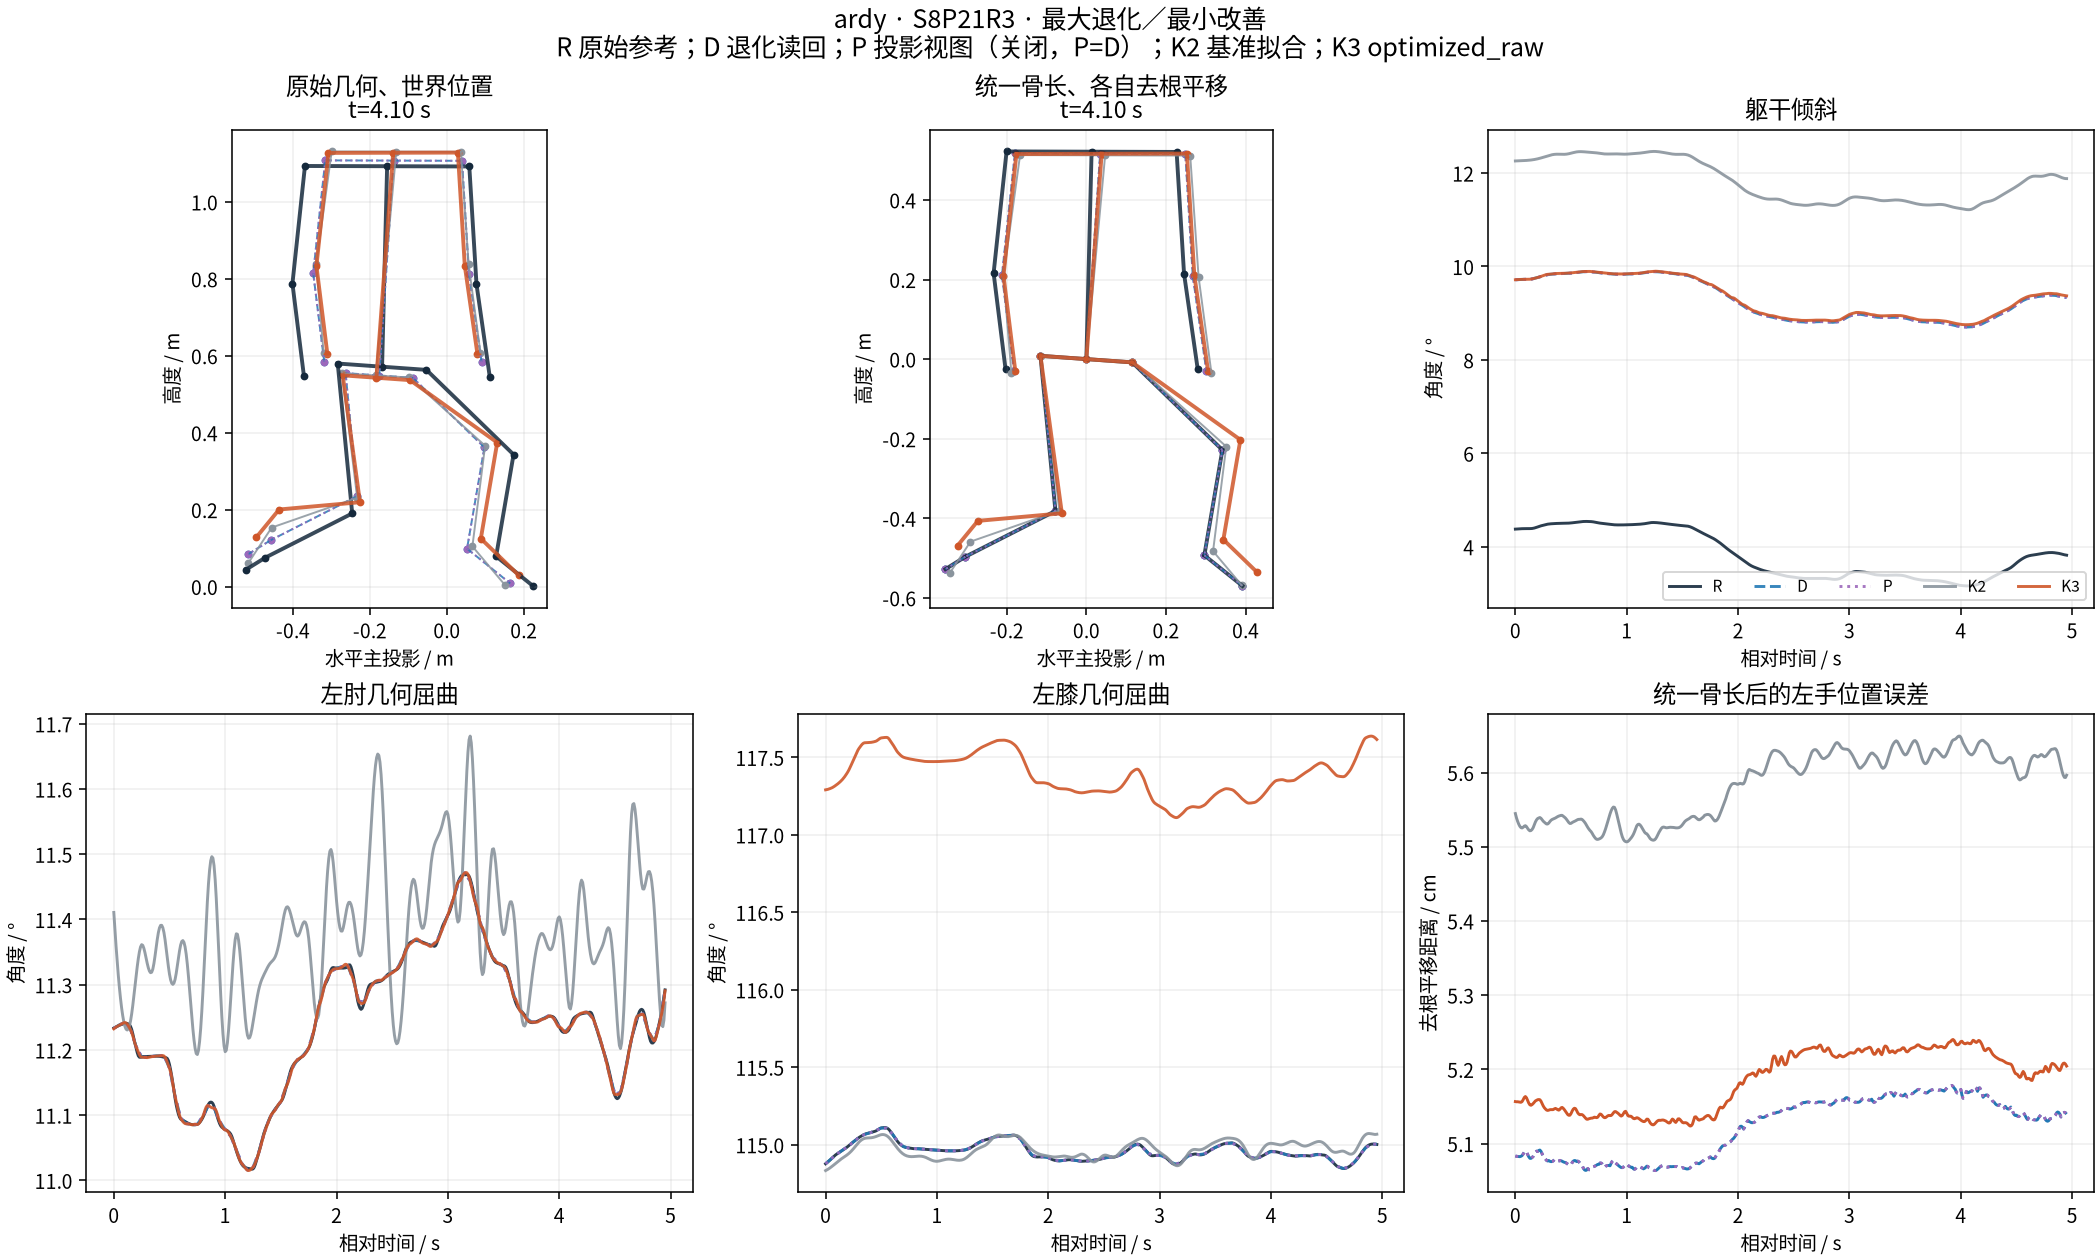 ardy · S8P21R3 · 最大退化／最小改善
R 原始参考；D 退化读回；P 投影视图（关闭，P=D）；K2 基准拟合；K3 optimized_raw
原始几何、世界位置
t=4.10 s
高度 / m
1.0
0.8
0.6
0.4
0.2
0.0
-0.4
-0.2
0.0
0.2
水平主投影 / m
统一骨长、各自去根平移
t=4.10 s
高度 / m
0.4
0.2
0.0
-0.2
-0.4
-0.6
-0.2
0.0
0.2
0.4
水平主投影 / m
躯干倾斜
角度 / °
12
10
8
6
4
R
D
P
K2
K3
0
1
2
3
4
5
相对时间 / s
左肘几何屈曲
角度 / °
11.7
11.6
11.5
11.4
11.3
11.2
11.1
11.0
0
1
2
3
4
5
相对时间 / s
左膝几何屈曲
角度 / °
117.5
117.0
116.5
116.0
115.5
115.0
0
1
2
3
4
5
相对时间 / s
统一骨长后的左手位置误差
去根平移距离 / cm
5.6
5.5
5.4
5.3
5.2
5.1
0
1
2
3
4
5
相对时间 / s